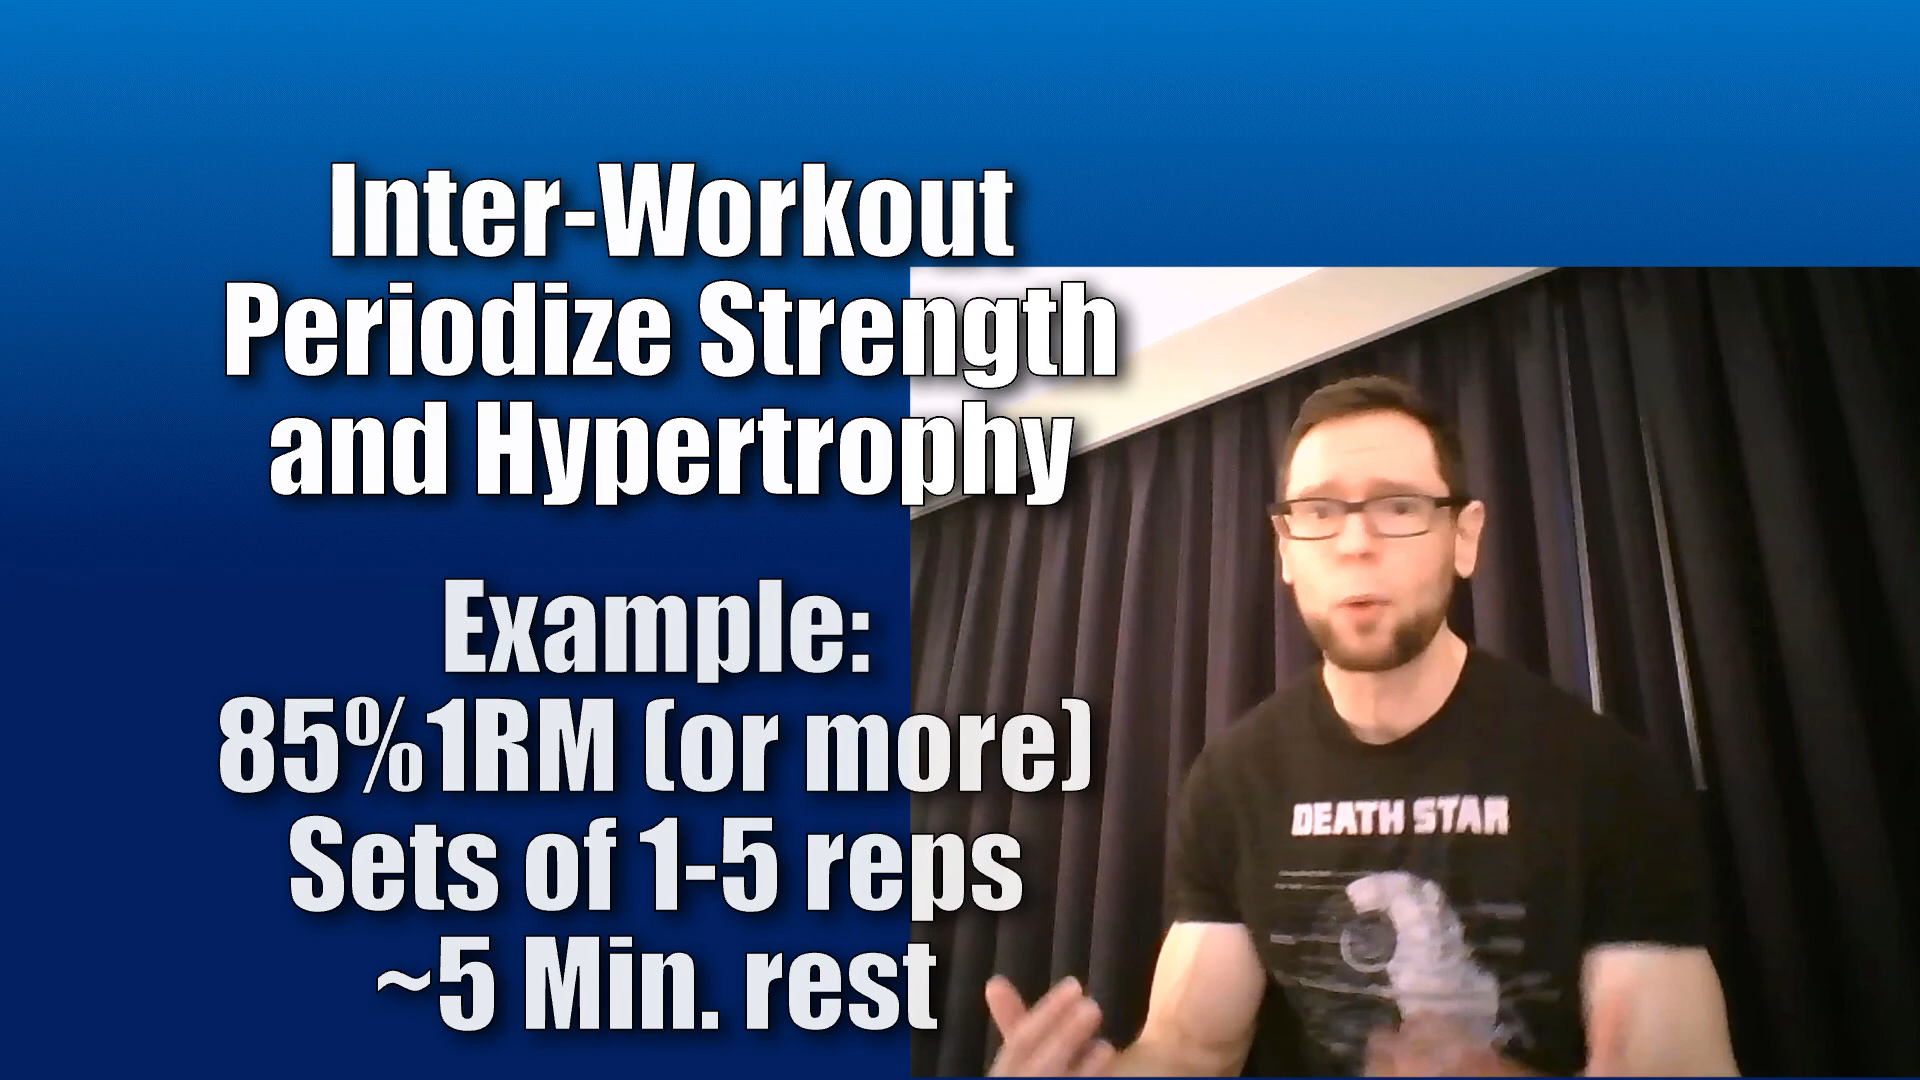 Inter-Workout
Periodize Strength
and Hypertrophy
Example:
85%1RM (or more)
Sets of 1-5 reps
~5 Min. rest
DEATH STAR